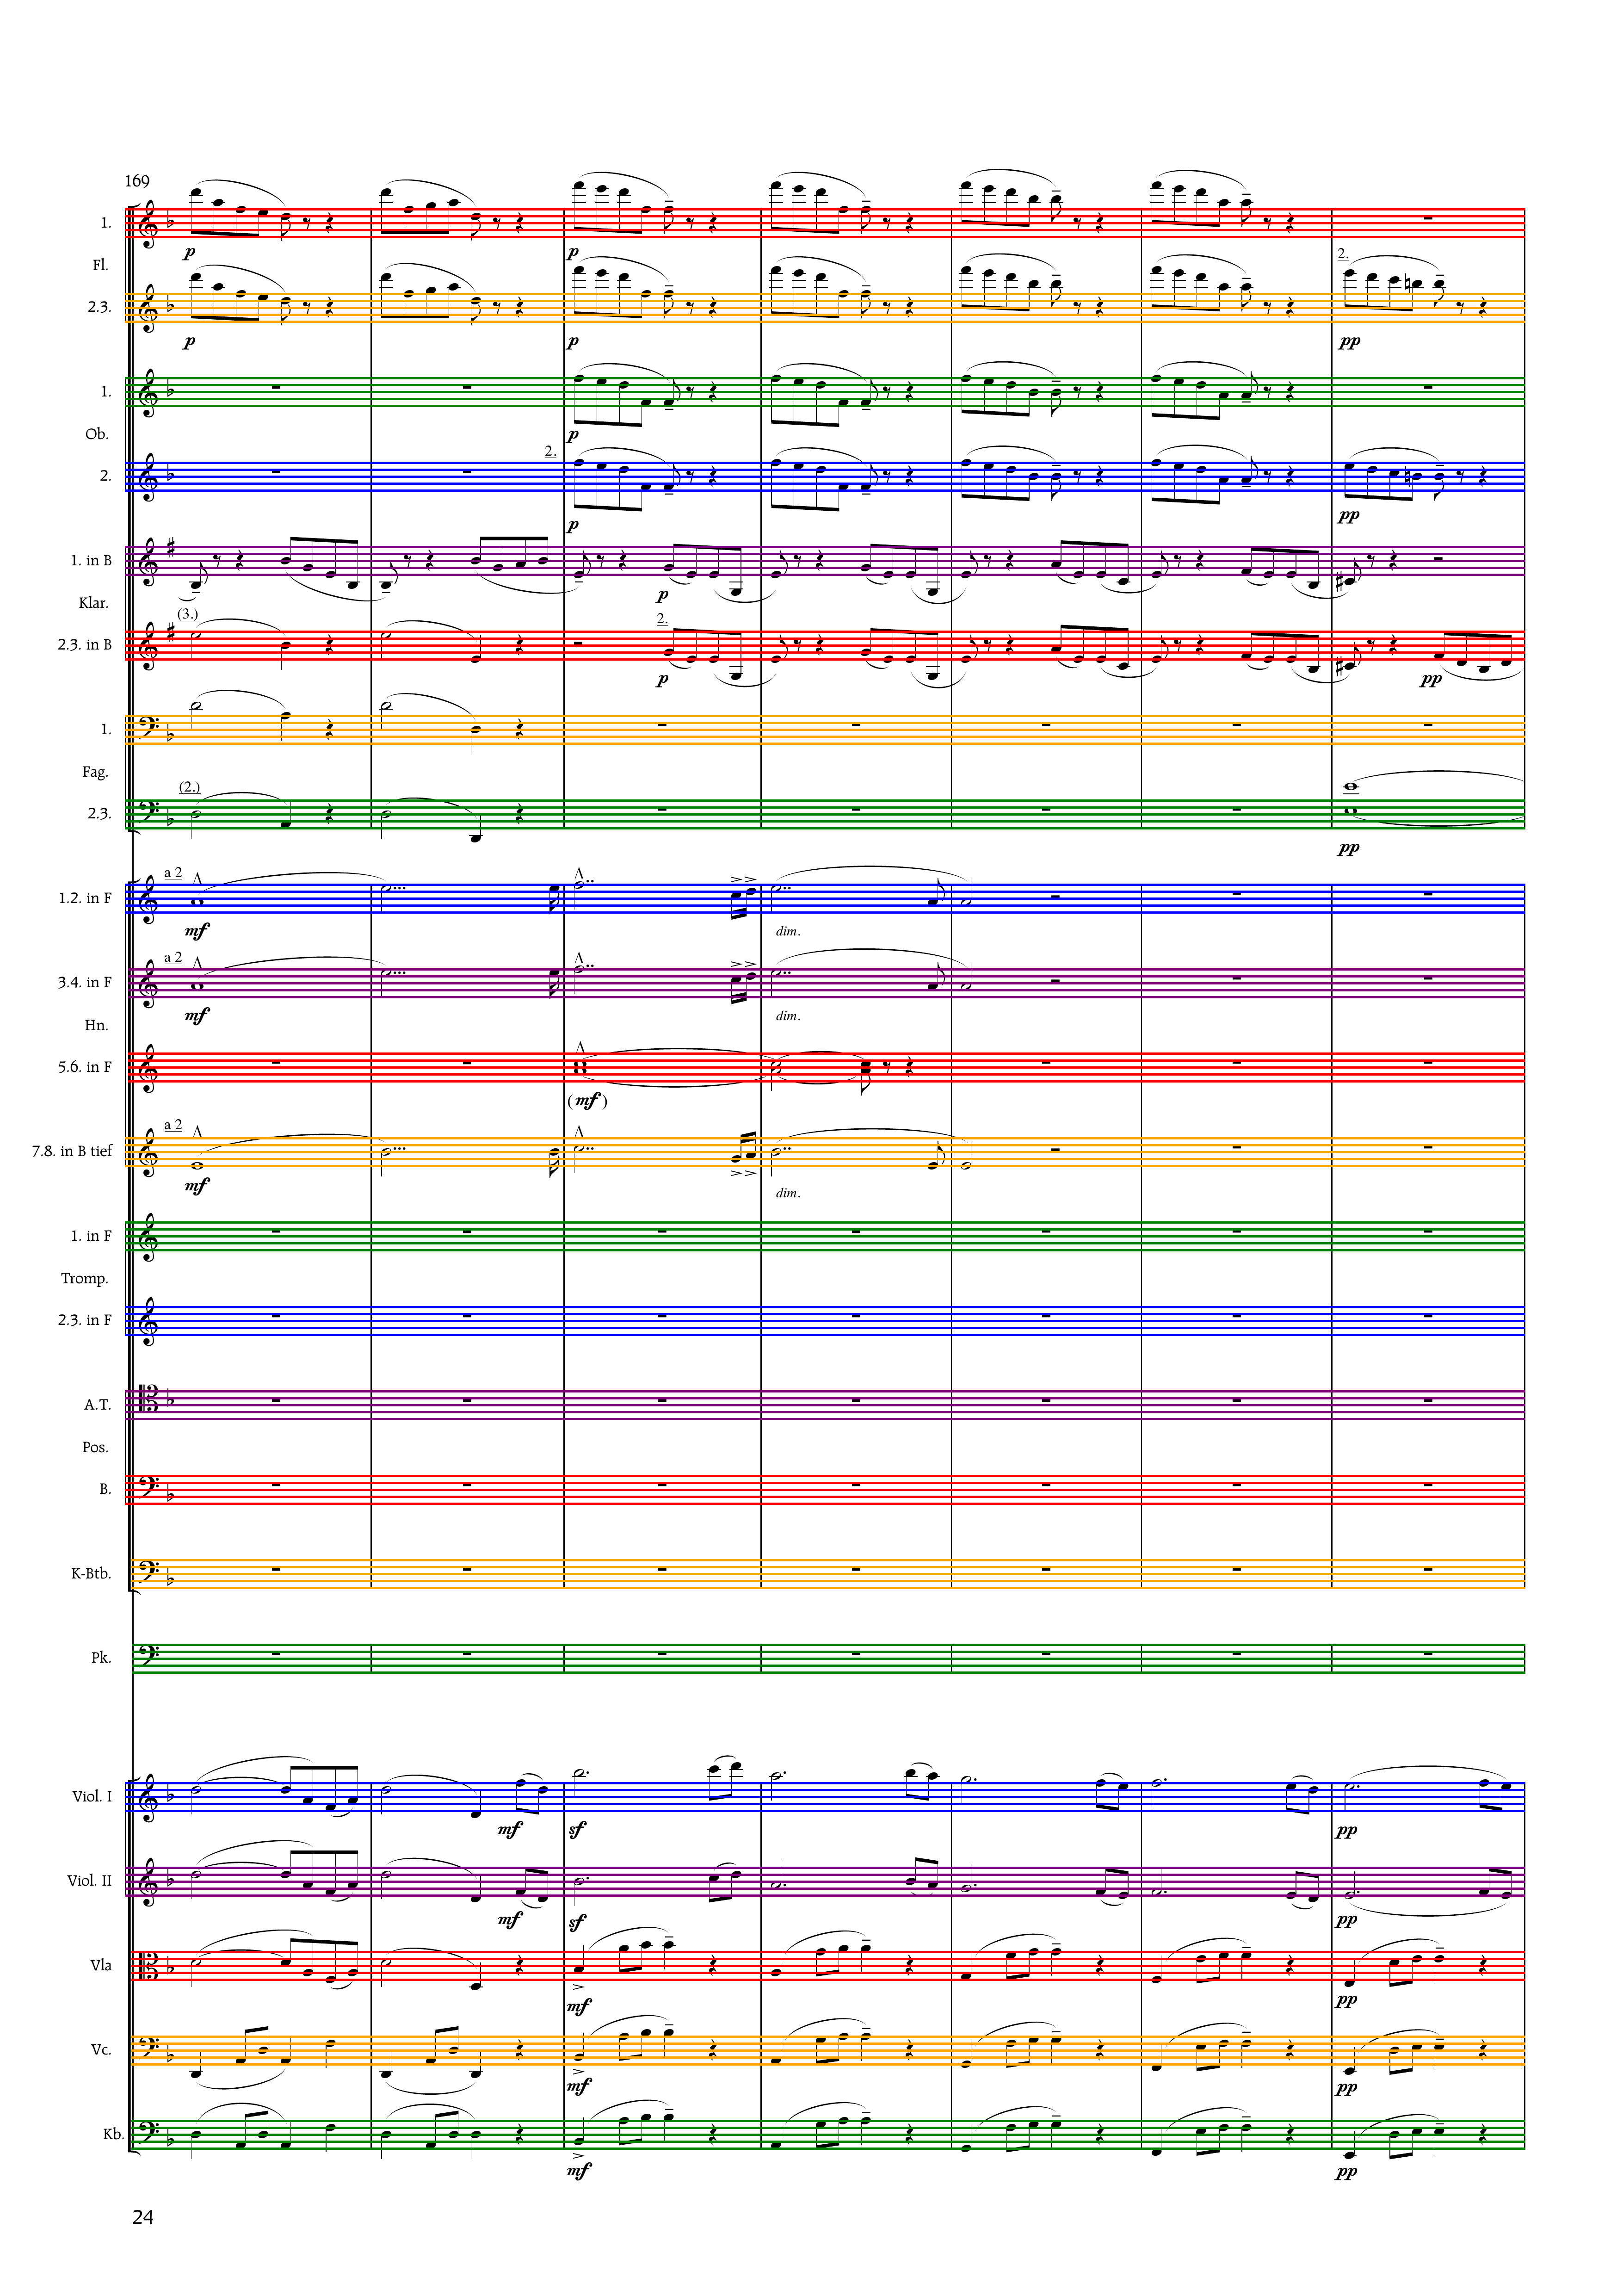 169
1.
p
p
Fl.
2.
2.3.
p
p
pp
1.
p
Ob.
2.
2.
p
pp
1. in B
p
Klar.
(3.)
2.
2.3. in B
p
pp
1.
Fag.
(2.)
2.3.
pp
a 2
1.2. in F
mf
dim.
a 2
3.4. in F
mf
dim.
Hn.
5.6. in F
(mf)
a 2
7.8. in B tief
mf
dim.
1. in F
Tromp.
2.3. in F
A.T.
Pos.
B.
K-Btb.
Pk.
Viol. I
mf sf pp
Viol. II
mf sf pp
Vla
mf pp
Vc.
mf pp
Kb.
mf pp
24